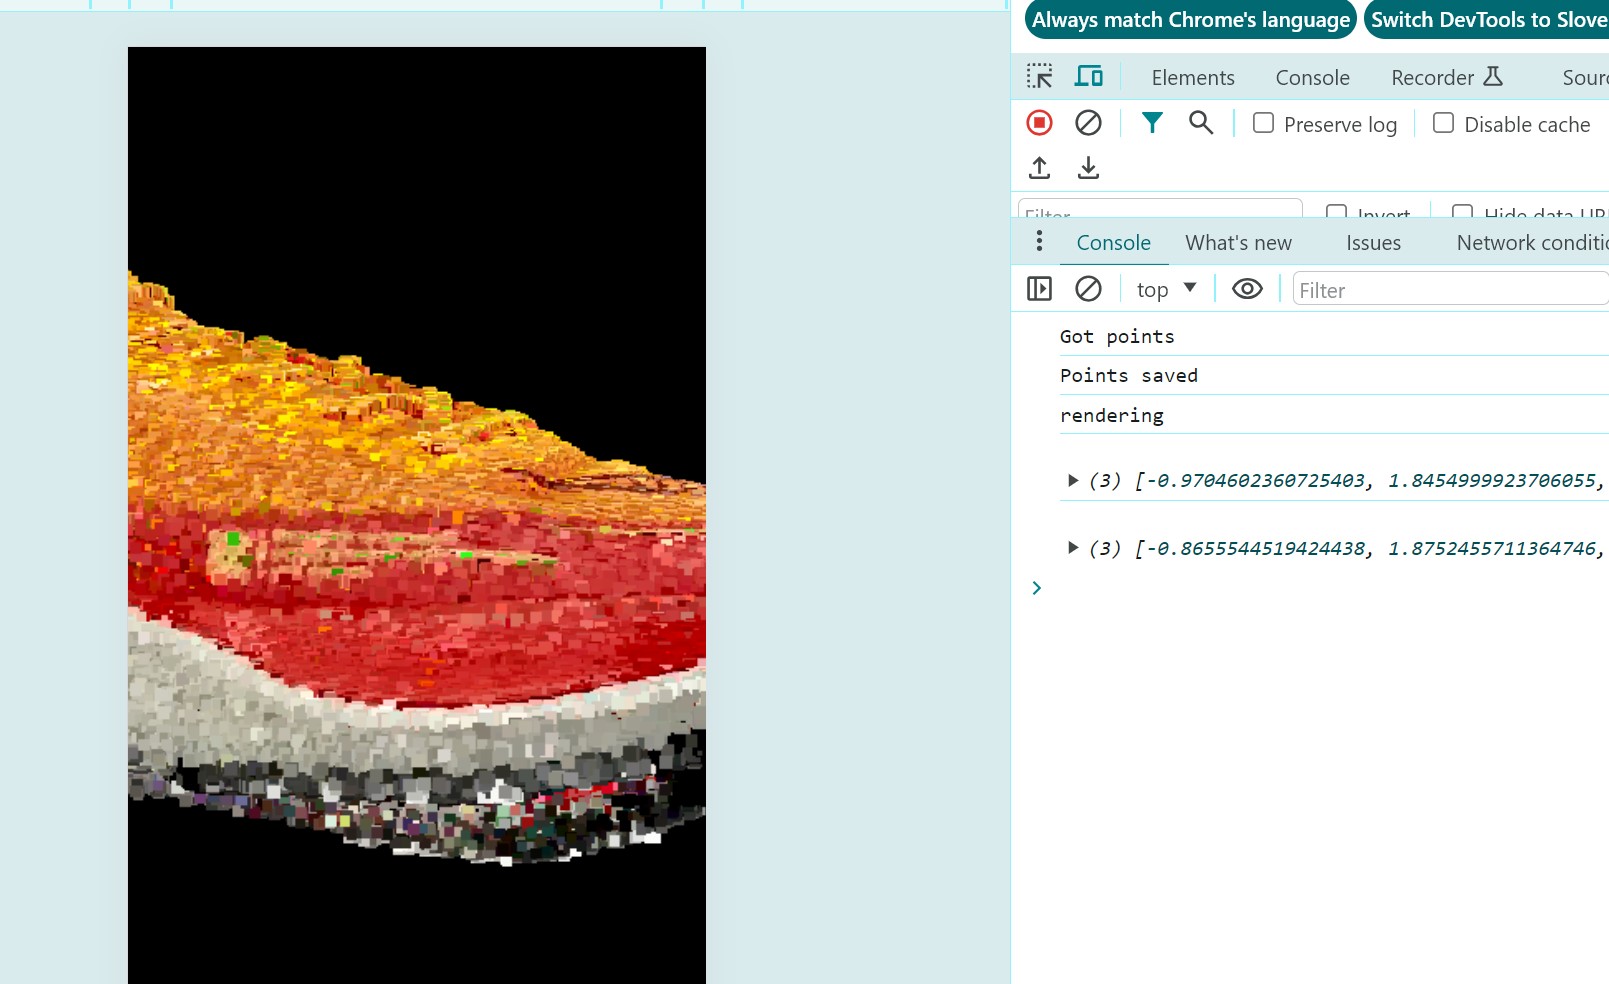 Always match Chrome's language Switch DevTools to Slove
Elements Console Recorder Sour
Preserve log Disable cache
Filter Invert Hide data UR
Console What's new Issues Network conditio
top Filter
Got points
Points saved
rendering
(3) [-0.9704602360725403, 1.8454999923706055,
(3) [-0.8655544519424438, 1.8752455711364746,